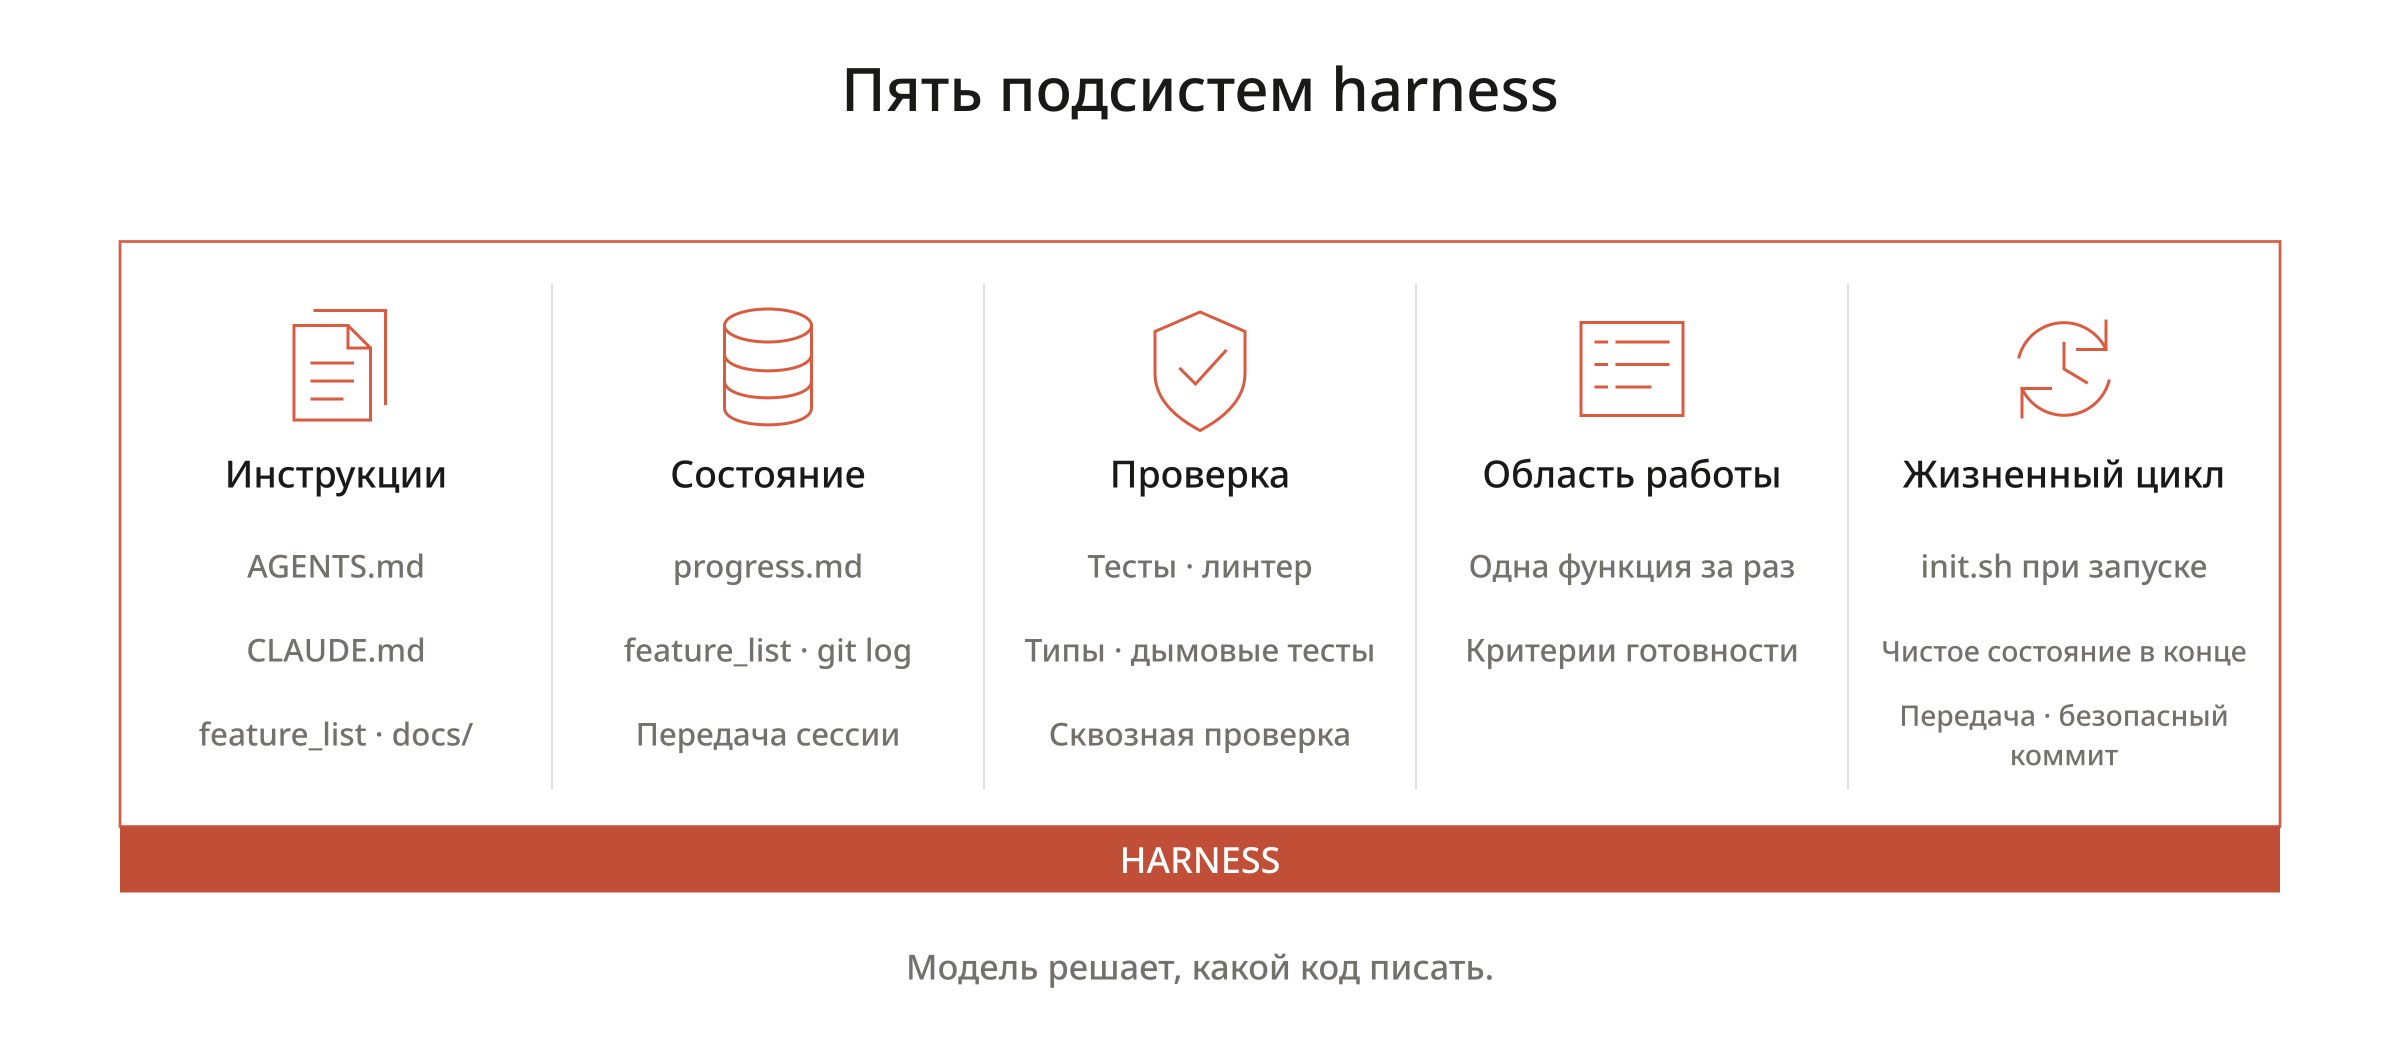 Пять подсистем harness
Инструкции
AGENTS.md
CLAUDE.md
feature_list · docs/
Состояние
progress.md
feature_list · git log
Передача сессии
Проверка
Тесты · линтер
Типы · дымовые тесты
Сквозная проверка
Область работы
Одна функция за раз
Критерии готовности
Жизненный цикл
init.sh при запуске
Чистое состояние в конце
Передача · безопасный
коммит
HARNESS
Модель решает, какой код писать.